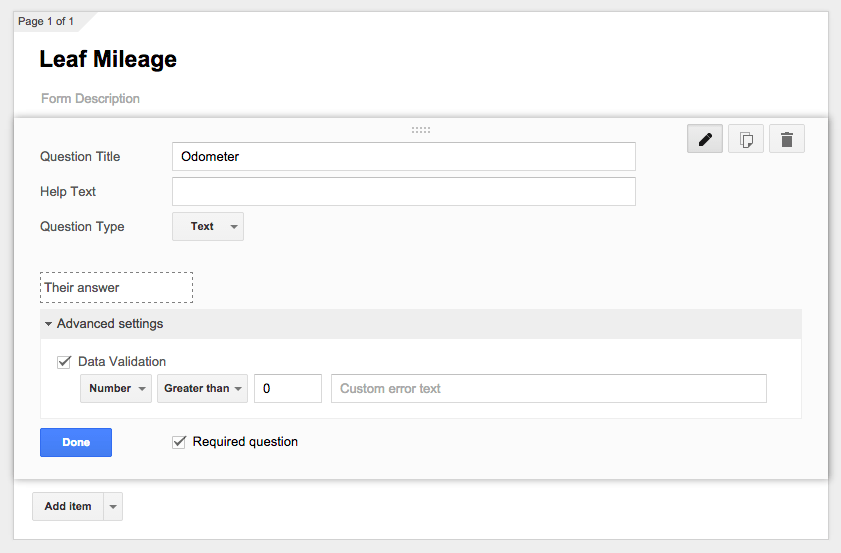 Page 1 of 1
Leaf Mileage
Form Description
Question Title Odometer
Help Text
Question Type Text
Their answer
Advanced settings
Data Validation
Number Greater than 0 Custom error text
Done Required question
Add item